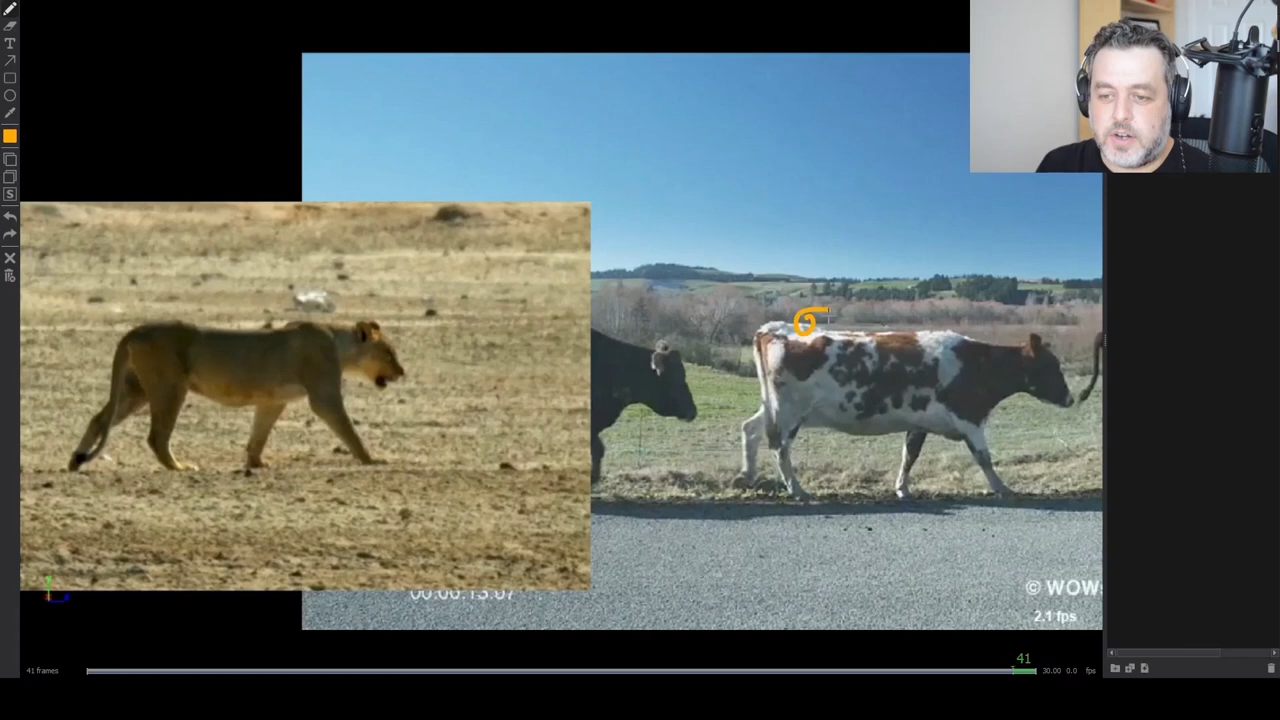 T
S
00:00:13:07
© WOW
2.1 fps
41
41 frames
30.00 0.0 fps